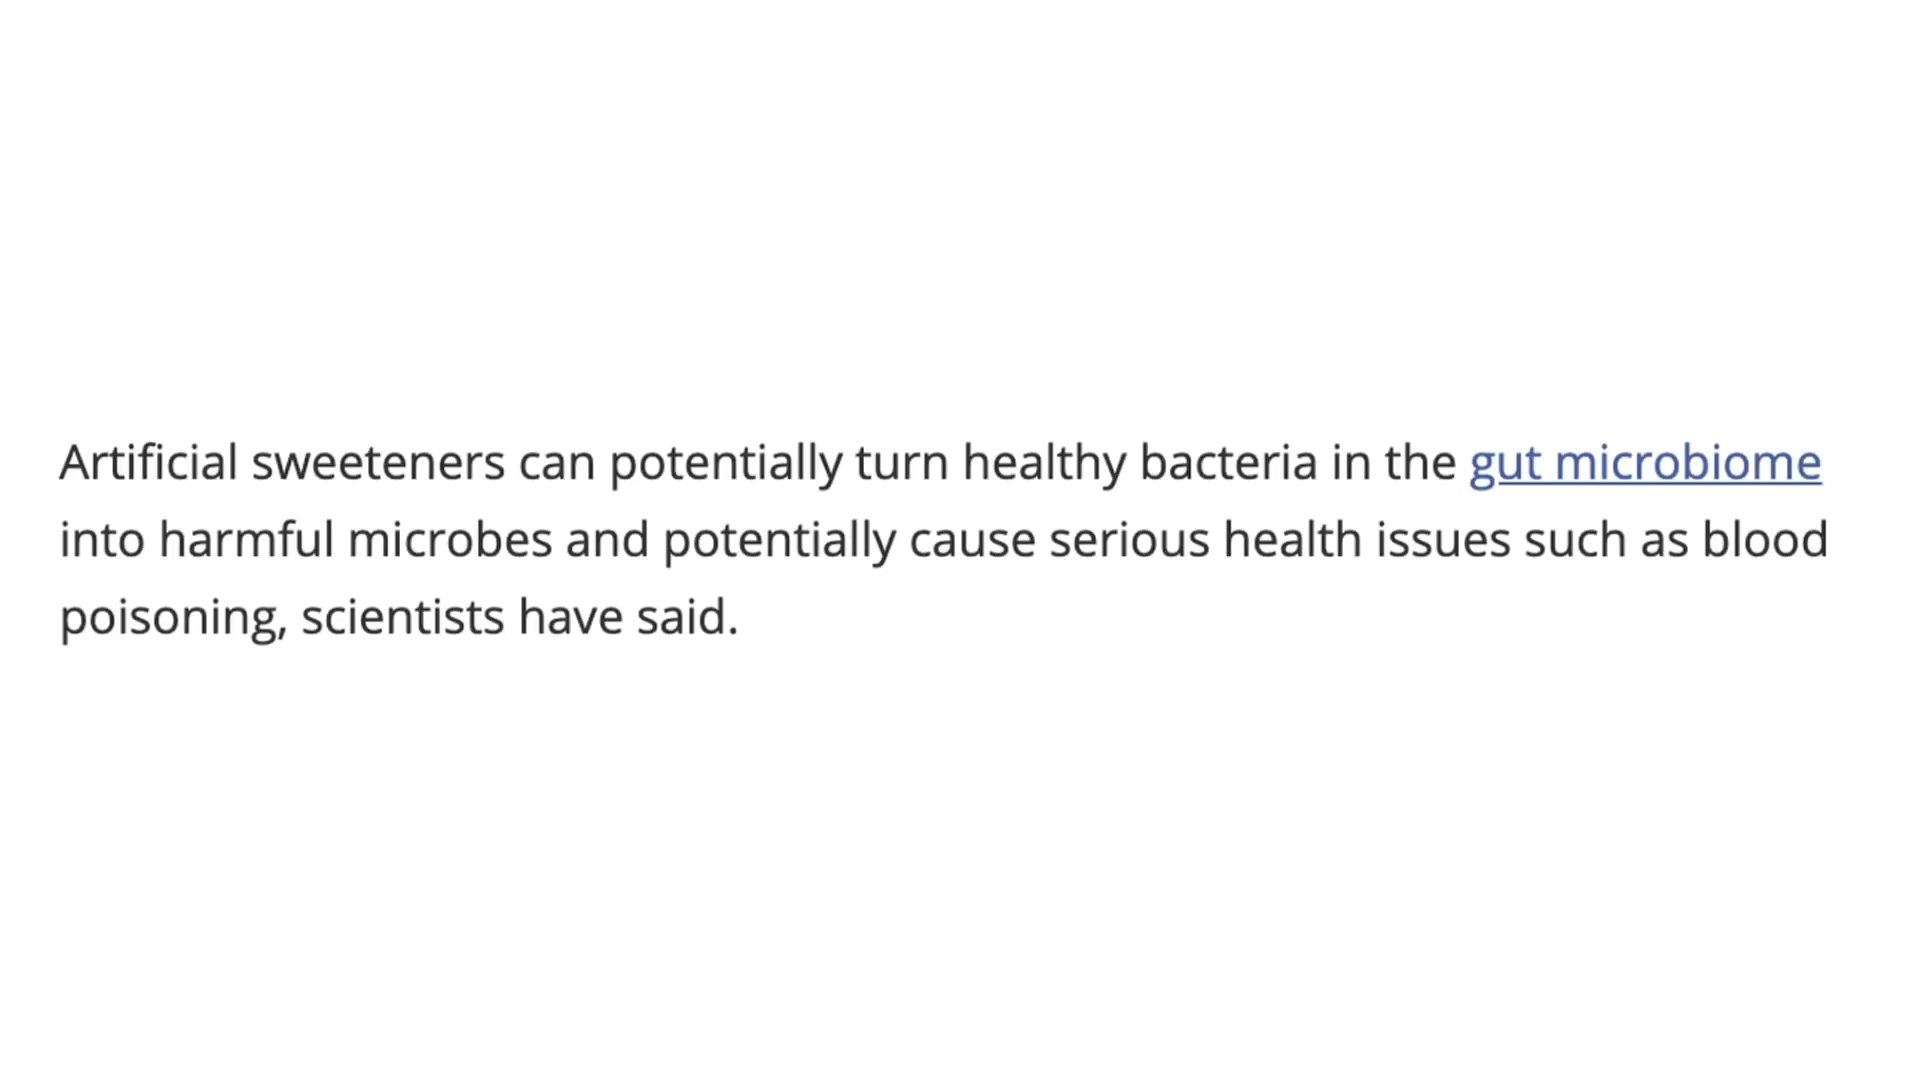 Artificial sweeteners can potentially turn healthy bacteria in the gut microbiome
into harmful microbes and potentially cause serious health issues such as blood
poisoning, scientists have said.